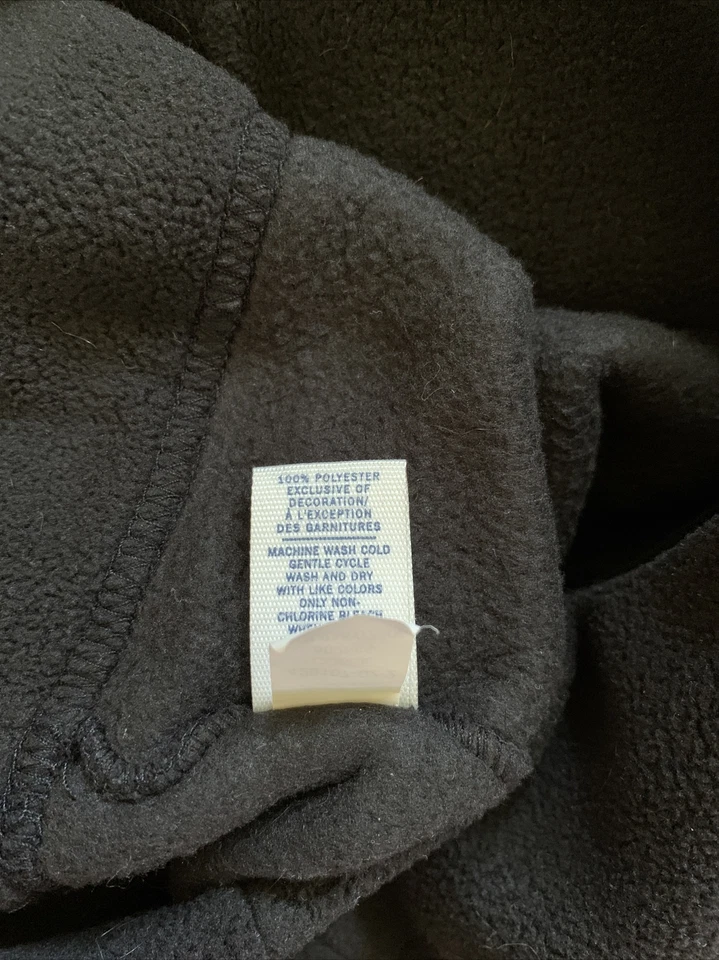 100% POLYESTER
EXCLUSIVE OF
DECORATION/
À L'EXCEPTION
DES GARNITURES
MACHINE WASH COLD
GENTLE CYCLE
WASH AND DRY
WITH LIKE COLORS
ONLY NON-
CHLORINE BLEACH